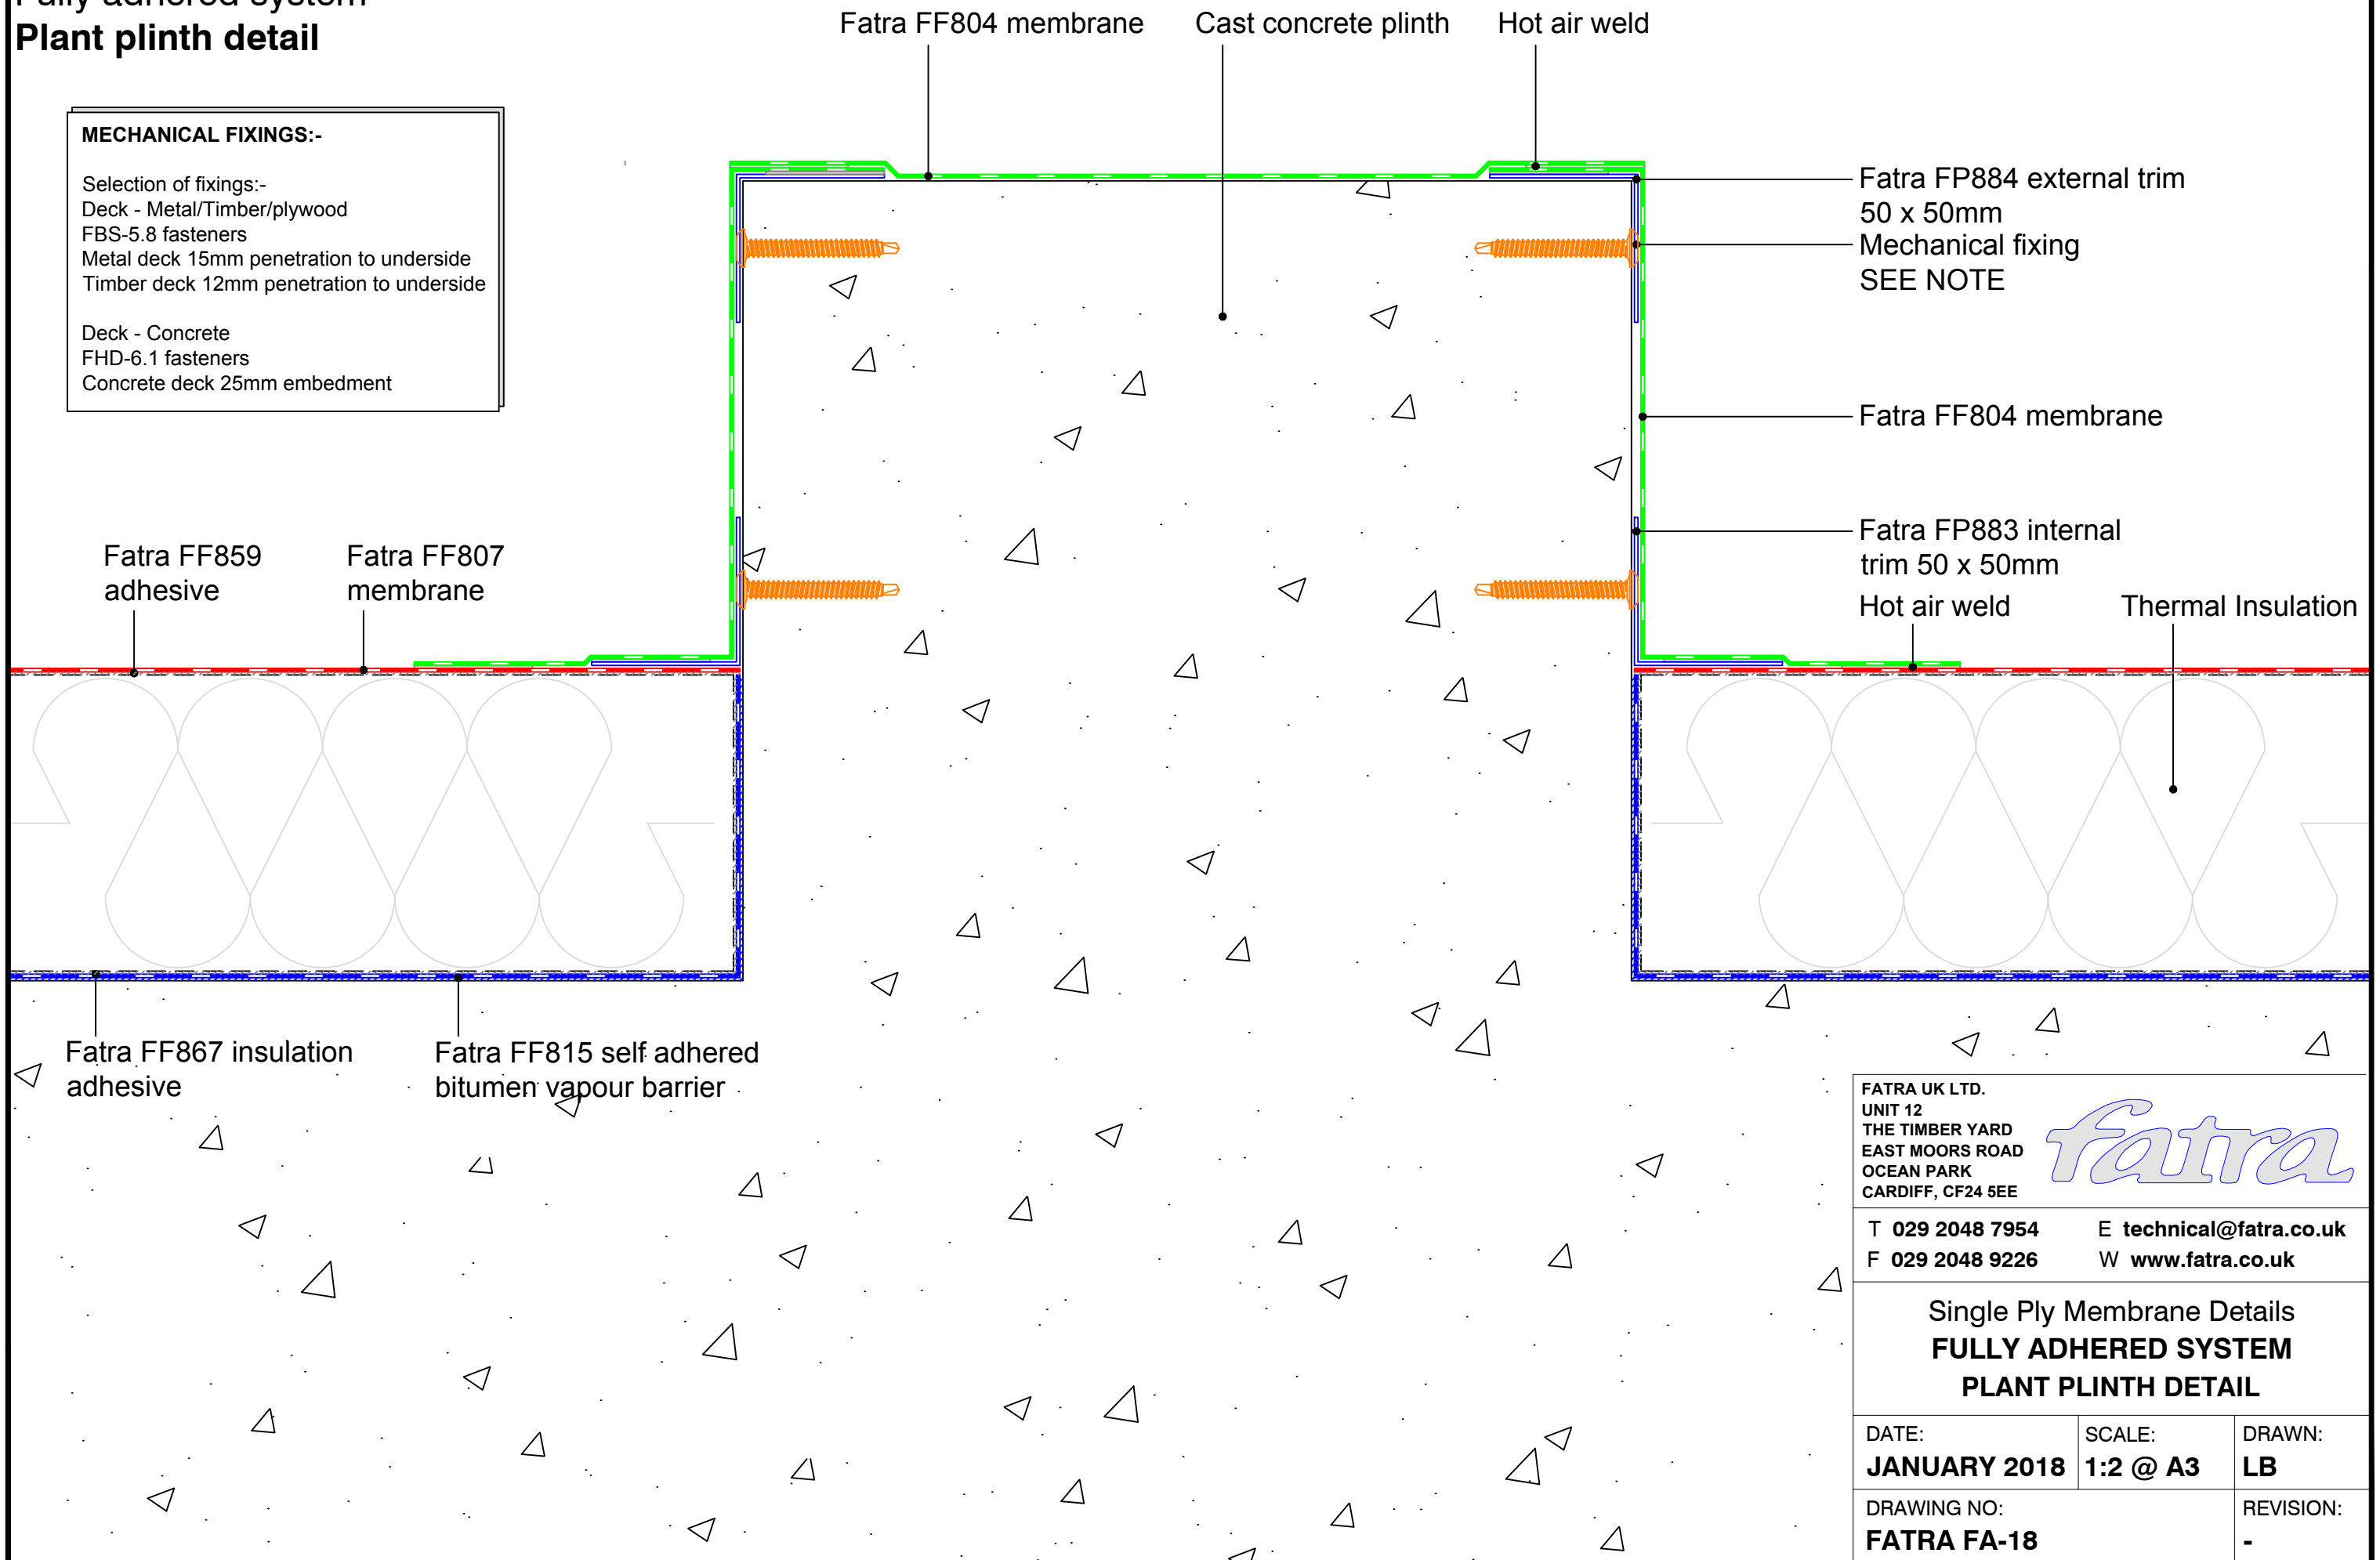 Fully adhered system
Plant plinth detail
Fatra FF804 membrane
Cast concrete plinth
Hot air weld
MECHANICAL FIXINGS:-
Selection of fixings:-
Deck - Metal/Timber/plywood
FBS-5.8 fasteners
Metal deck 15mm penetration to underside
Timber deck 12mm penetration to underside
Deck - Concrete
FHD-6.1 fasteners
Concrete deck 25mm embedment
Fatra FP884 external trim
50 x 50mm
Mechanical fixing
SEE NOTE
Fatra FF804 membrane
Fatra FP883 internal
trim 50 x 50mm
Hot air weld
Thermal Insulation
Fatra FF859
adhesive
Fatra FF807
membrane
Fatra FF867 insulation
adhesive
Fatra FF815 self adhered
bitumen vapour barrier
FATRA UK LTD.
UNIT 12
THE TIMBER YARD
EAST MOORS ROAD
OCEAN PARK
CARDIFF, CF24 5EE
fatra
T 029 2048 7954
E technical@fatra.co.uk
F 029 2048 9226
W www.fatra.co.uk
Single Ply Membrane Details
FULLY ADHERED SYSTEM
PLANT PLINTH DETAIL
DATE:
JANUARY 2018
SCALE:
1:2 @ A3
DRAWN:
LB
DRAWING NO:
FATRA FA-18
REVISION:
-